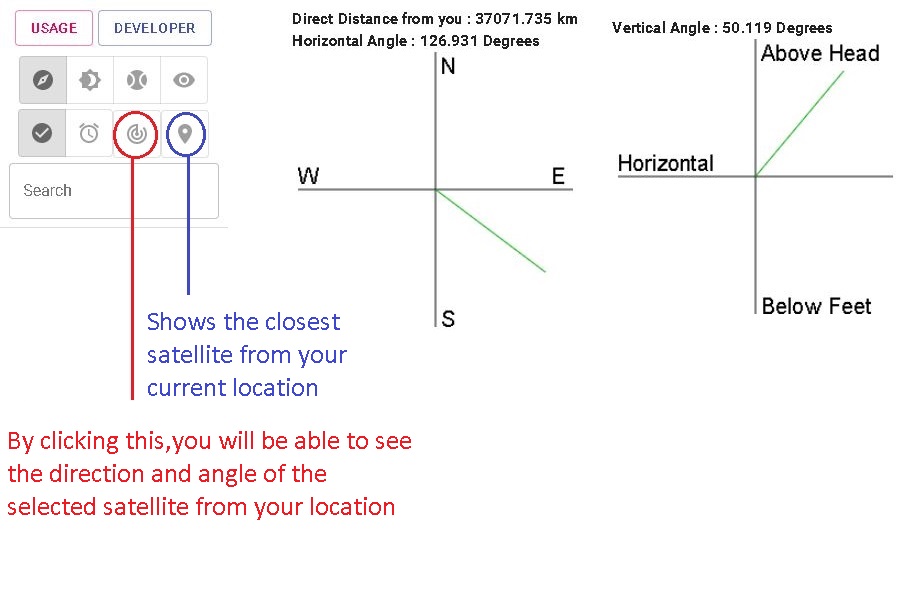 USAGE
DEVELOPER
Search
Direct Distance from you : 37071.735 km
Horizontal Angle : 126.931 Degrees
N
W
E
S
Vertical Angle : 50.119 Degrees
Above Head
Horizontal
Below Feet
Shows the closest
satellite from your
current location
By clicking this,you will be able to see
the direction and angle of the
selected satellite from your location